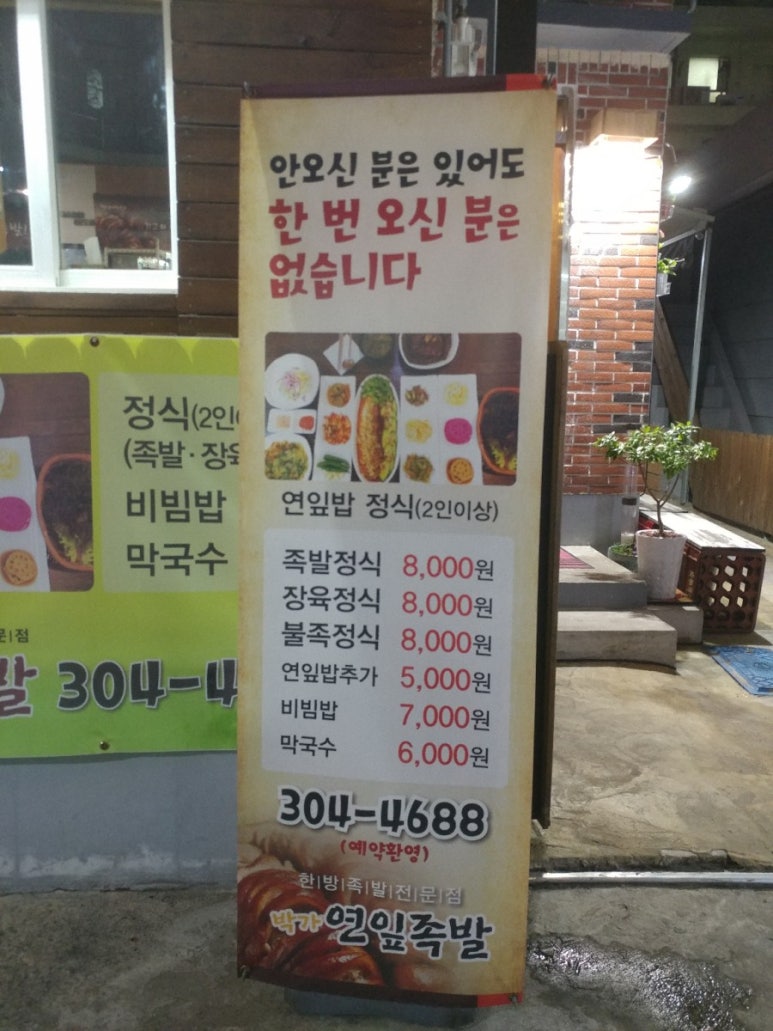 안오신 분은 있어도
한 번 오신 분은
없습니다
연잎밥 정식(2인이상)
족발정식 8,000원
장육정식 8,000원
불족정식 8,000원
연잎밥추가 5,000원
비빔밥 7,000원
막국수 6,000원
304-4688
(예약환영)
한|방|족|발|전|문|점
박가 연잎족발
정식(2인
(족발·장육
비빔밥
막국수
문|점
발 304-4